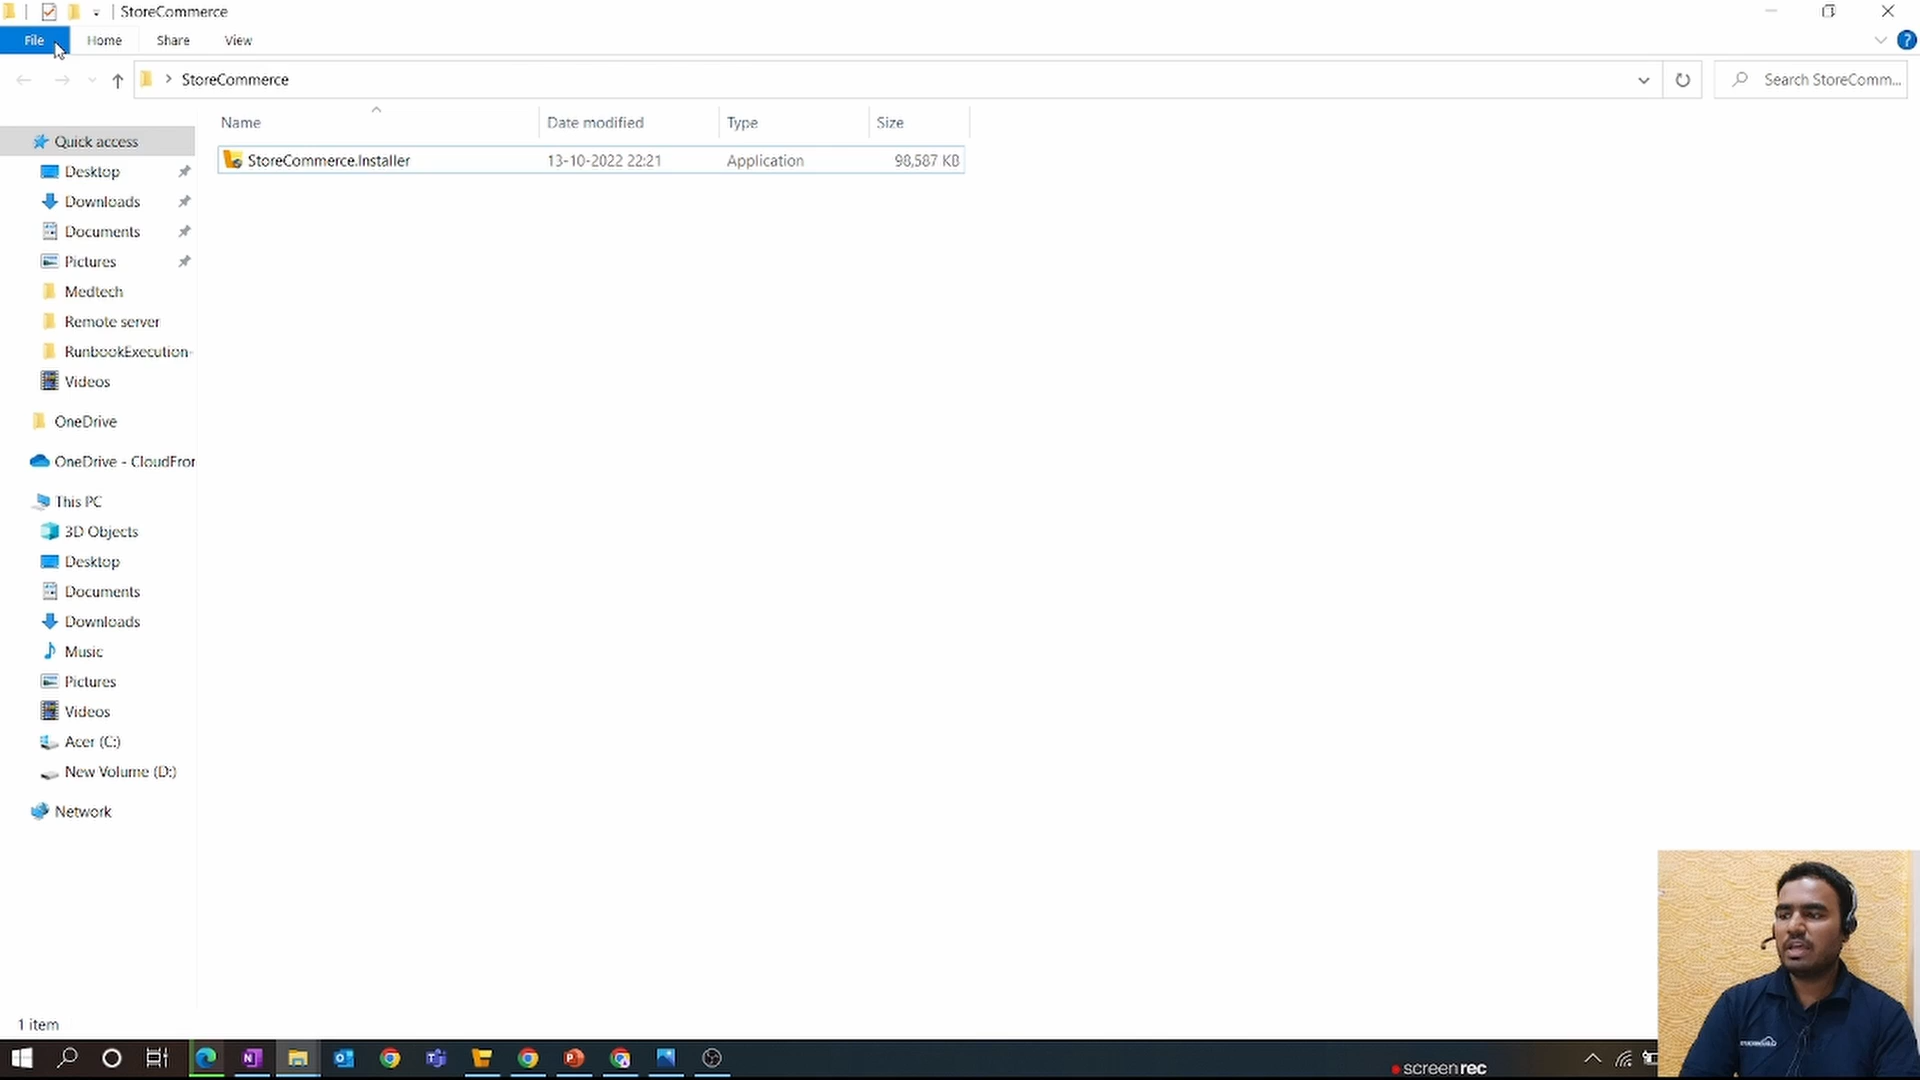 StoreCommerce
File Home Share View
StoreCommerce
Search StoreComm...
Name Date modified Type Size
StoreCommerce.Installer 13-10-2022 22:21 Application 98,587 KB
Quick access
Desktop
Downloads
Documents
Pictures
Medtech
Remote server
RunbookExecution-
Videos
OneDrive
OneDrive - CloudFror
This PC
3D Objects
Desktop
Documents
Downloads
Music
Pictures
Videos
Acer (C:)
New Volume (D:)
Network
1 item
screenrec